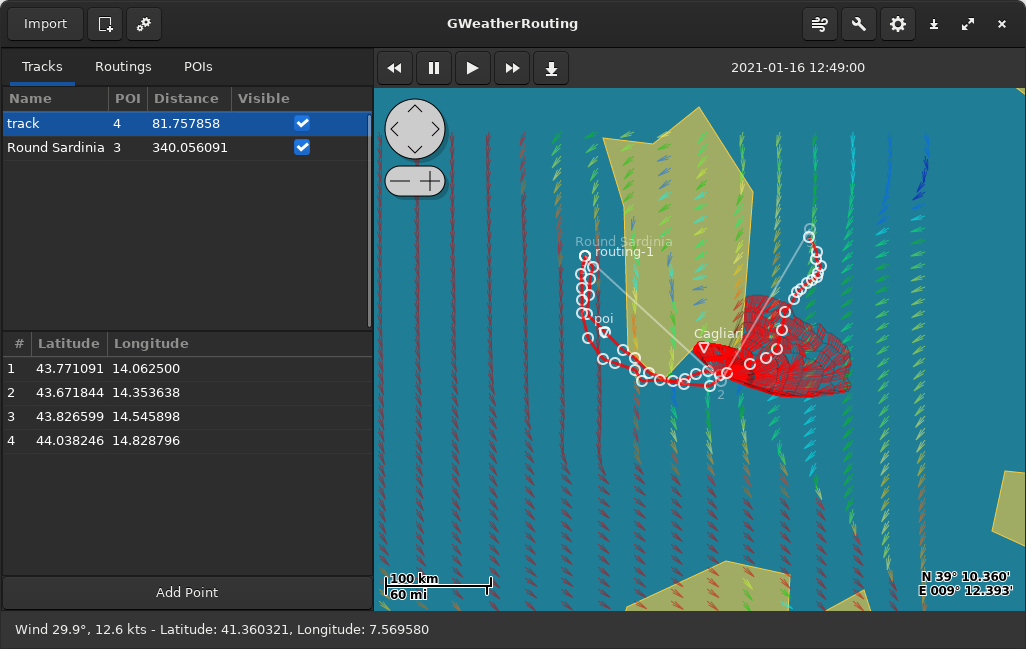 Import
GWeatherRouting
Tracks Routings POIs
2021-01-16 12:49:00
Name POI Distance Visible
track 4 81.757858
Round Sardinia 3 340.056091
Round Sardinia
routing-1
poi
Cagliari
2
# Latitude Longitude
1 43.771091 14.062500
2 43.671844 14.353638
3 43.826599 14.545898
4 44.038246 14.828796
Add Point
100 km
60 mi
N 39° 10.360'
E 009° 12.393'
Wind 29.9°, 12.6 kts - Latitude: 41.360321, Longitude: 7.569580